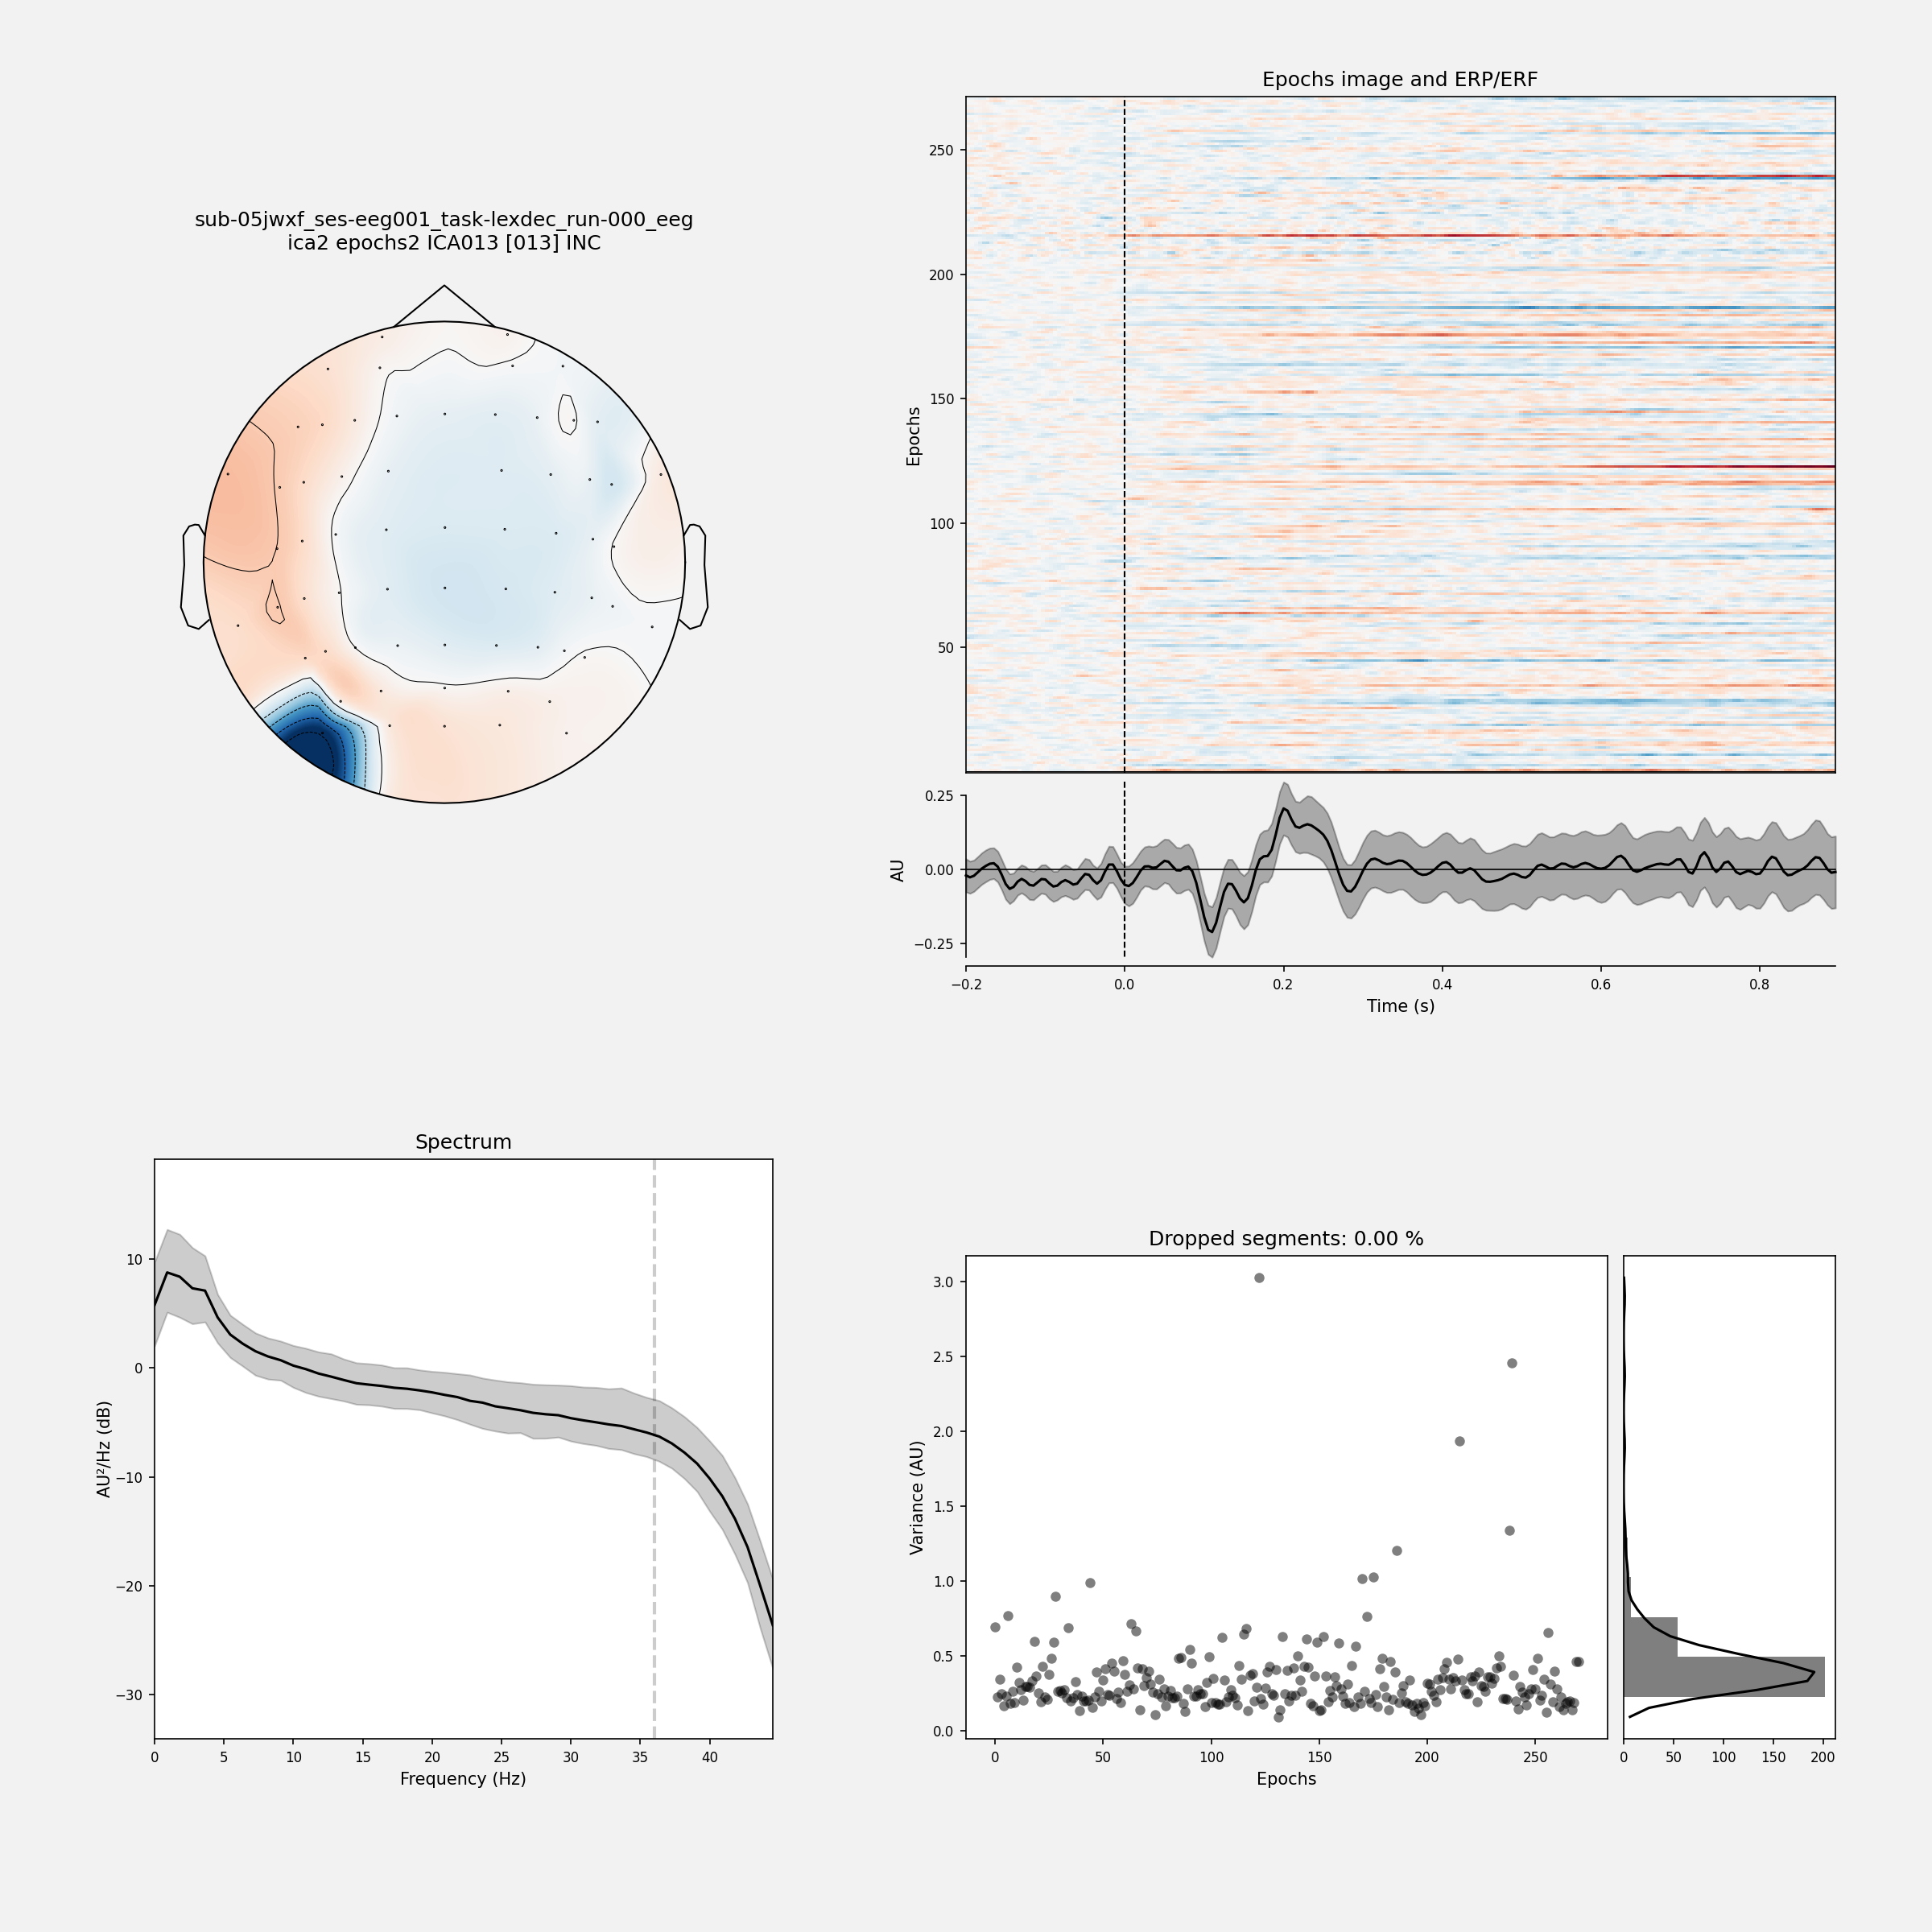 sub-05jwxf_ses-eeg001_task-lexdec_run-000_eeg
ica2 epochs2 ICA013 [013] INC
Epochs image and ERP/ERF
Epochs
250
200
150
100
50
AU
0.25
0.00
−0.25
−0.2 0.0 0.2 0.4 0.6 0.8
Time (s)
Spectrum
AU²/Hz (dB)
10
0
−10
−20
−30
0 5 10 15 20 25 30 35 40
Frequency (Hz)
Dropped segments: 0.00 %
Variance (AU)
3.0
2.5
2.0
1.5
1.0
0.5
0.0
0 50 100 150 200 250
Epochs
0 50 100 150 200